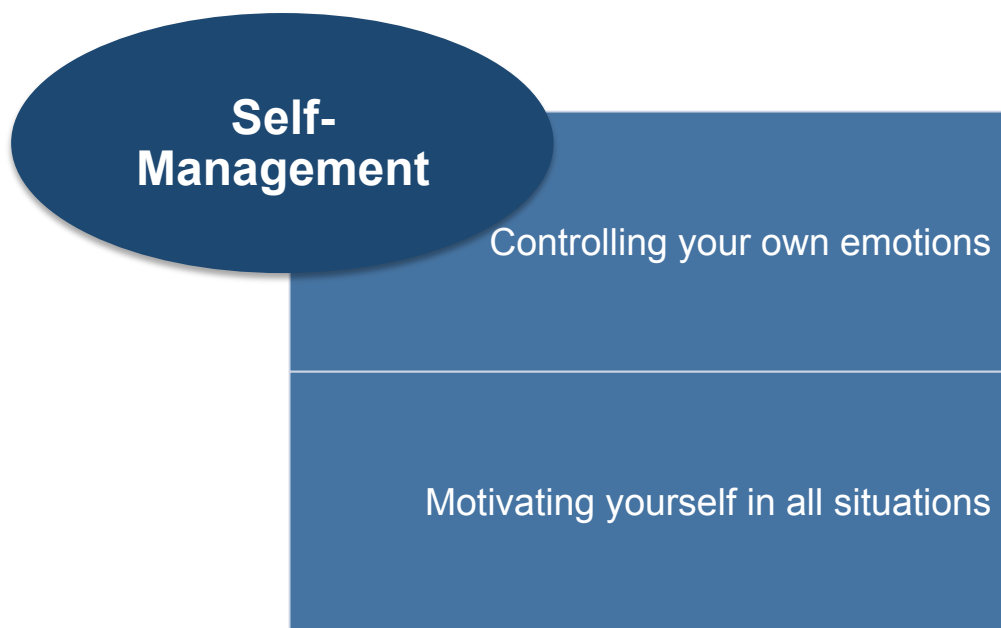 Self-
Management
Controlling your own emotions
Motivating yourself in all situations